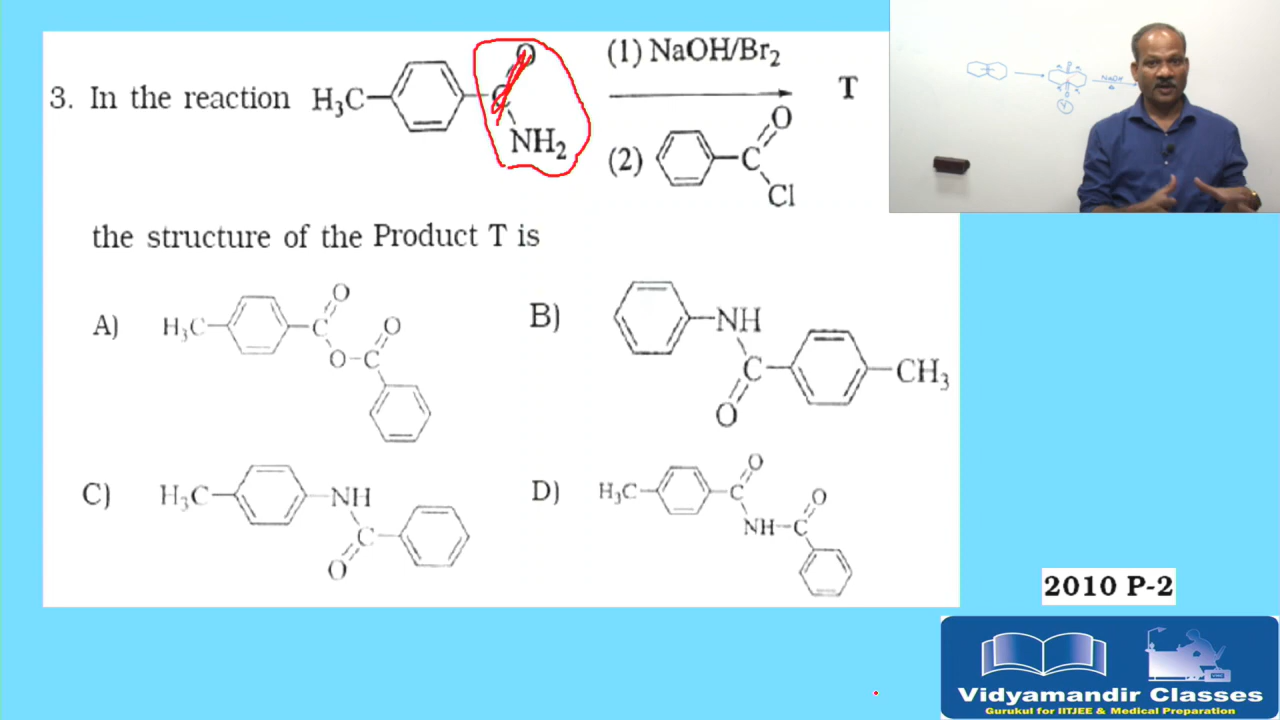 3. In the reaction H₃C C O NH₂ (1) NaOH/Br₂ T
(2) C O Cl
the structure of the Product T is
A) H₃C C O O C O
B) NH C O CH₃
C) H₃C NH C O
D) H₃C C O NH C O
NaOH
Δ
2010 P-2
Vidyamandir Classes
Gurukul for IITJEE & Medical Preparation